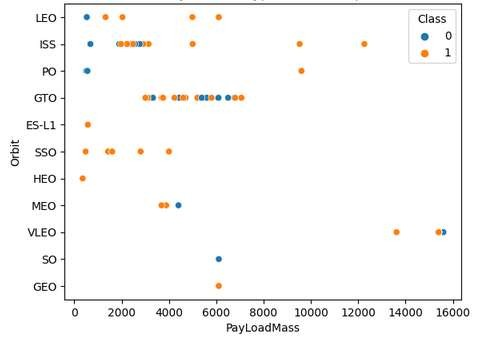 LEO
ISS
PO
GTO
ES-L1
SSO
HEO
MEO
VLEO
SO
GEO
Orbit
Class
0
1
0 2000 4000 6000 8000 10000 12000 14000 16000
PayLoadMass